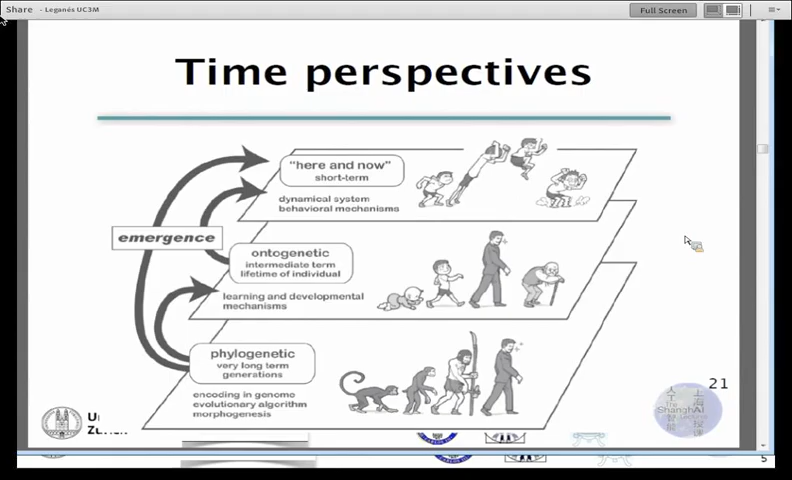 Share - Leganés UC3M
Full Screen
Time perspectives
"here and now"
short-term
dynamical system
behavioral mechanisms
emergence
ontogenetic
intermediate term
lifetime of individual
learning and developmental
mechanisms
phylogenetic
very long term
generations
encoding in genome
evolutionary algorithm
morphogenesis
21
The
ShanghAI
Lectures
5